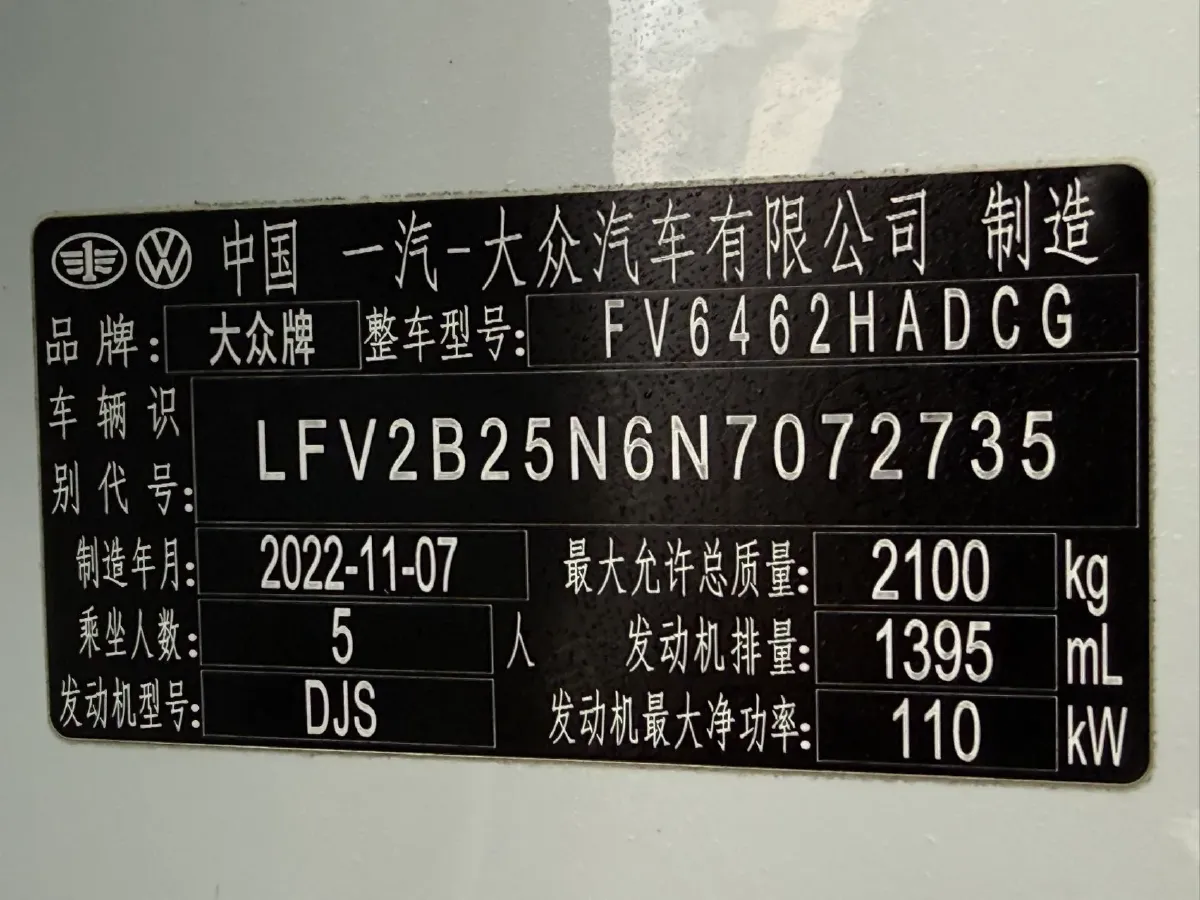 中国 一汽-大众汽车有限公司 制造
品牌: 大众牌 整车型号: FV6462HADCG
车辆识
别代号: LFV2B25N6N7072735
制造年月: 2022-11-07 最大允许总质量: 2100 kg
乘坐人数: 5 人 发动机排量: 1395 mL
发动机型号: DJS 发动机最大净功率: 110 kW